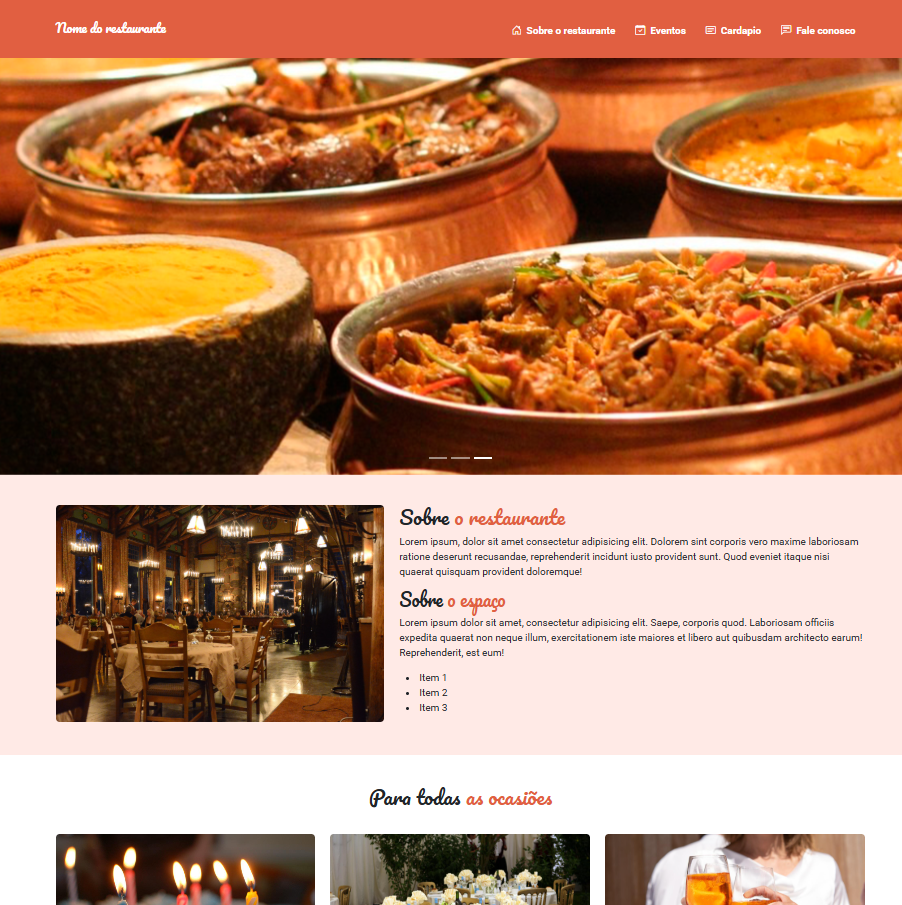 Nome do restaurante
Sobre o restaurante
Eventos
Cardapio
Fale conosco
Sobre o restaurante
Lorem ipsum, dolor sit amet consectetur adipisicing elit. Dolorem sint corporis vero maxime laboriosam
ratione deserunt recusandae, reprehenderit incidunt iusto provident sunt. Quod eveniet itaque nisi
quaerat quisquam provident doloremque!
Sobre o espaço
Lorem ipsum dolor sit amet, consectetur adipisicing elit. Saepe, corporis quod. Laboriosam officiis
expedita quaerat non neque illum, exercitationem iste maiores et libero aut quibusdam architecto earum!
Reprehenderit, est eum!
Item 1
Item 2
Item 3
Para todas as ocasiões